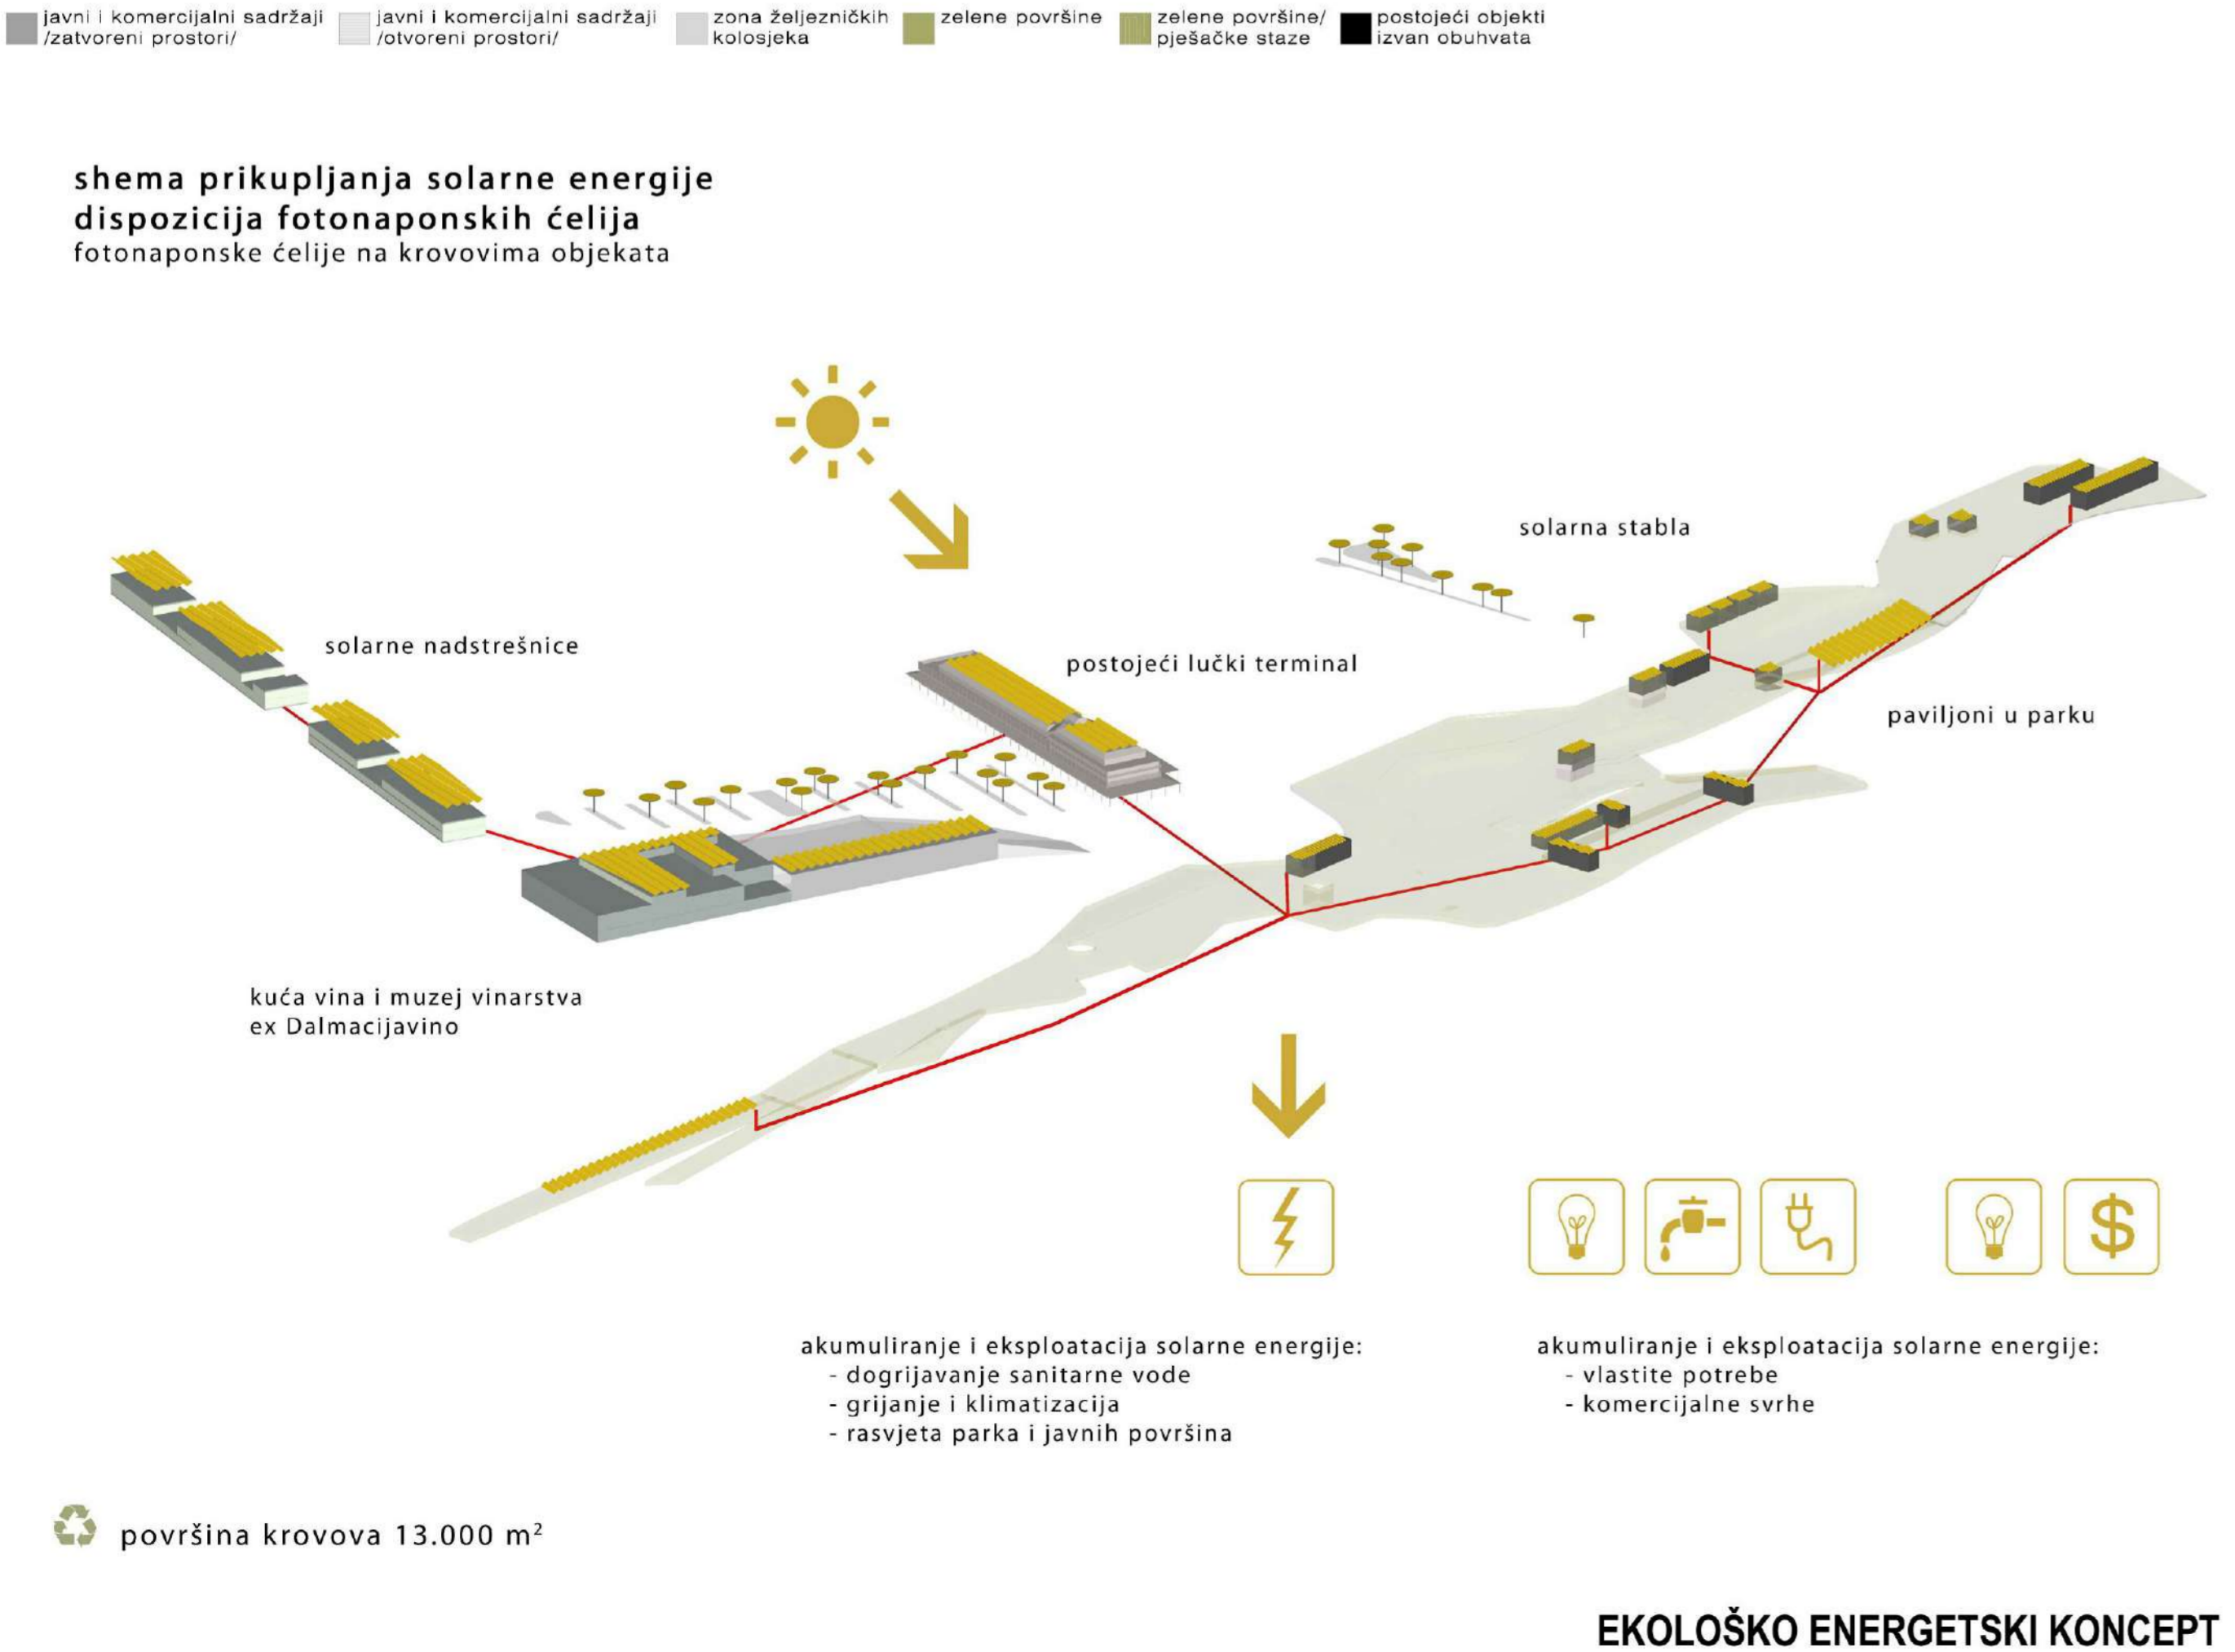 javni i komercijalni sadržaji
/zatvoreni prostori/
javni i komercijalni sadržaji
/otvoreni prostori/
zona željezničkih
kolosjeka
zelene površine
zelene površine/
pješačke staze
postojeći objekti
izvan obuhvata
shema prikupljanja solarne energije
dispozicija fotonaponskih ćelija
fotonaponske ćelije na krovovima objekata
solarna stabla
solarne nadstrešnice
postojeći lučki terminal
paviljoni u parku
kuća vina i muzej vinarstva
ex Dalmacijavino
$
akumuliranje i eksploatacija solarne energije:
- dogrijavanje sanitarne vode
- grijanje i klimatizacija
- rasvjeta parka i javnih površina
akumuliranje i eksploatacija solarne energije:
- vlastite potrebe
- komercijalne svrhe
površina krovova 13.000 m²
EKOLOŠKO ENERGETSKI KONCEPT